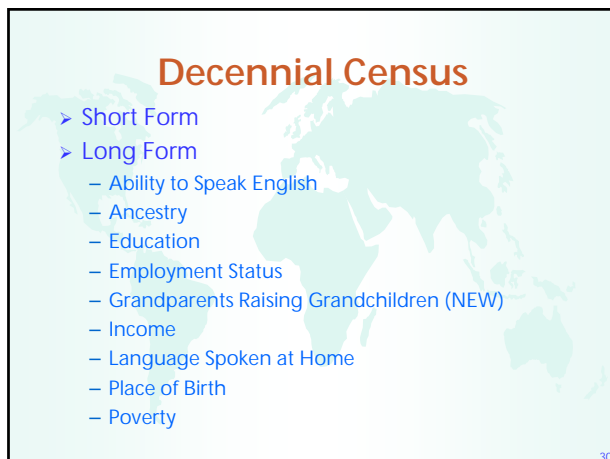 Decennial Census
➢ Short Form
➢ Long Form
– Ability to Speak English
– Ancestry
– Education
– Employment Status
– Grandparents Raising Grandchildren (NEW)
– Income
– Language Spoken at Home
– Place of Birth
– Poverty
30